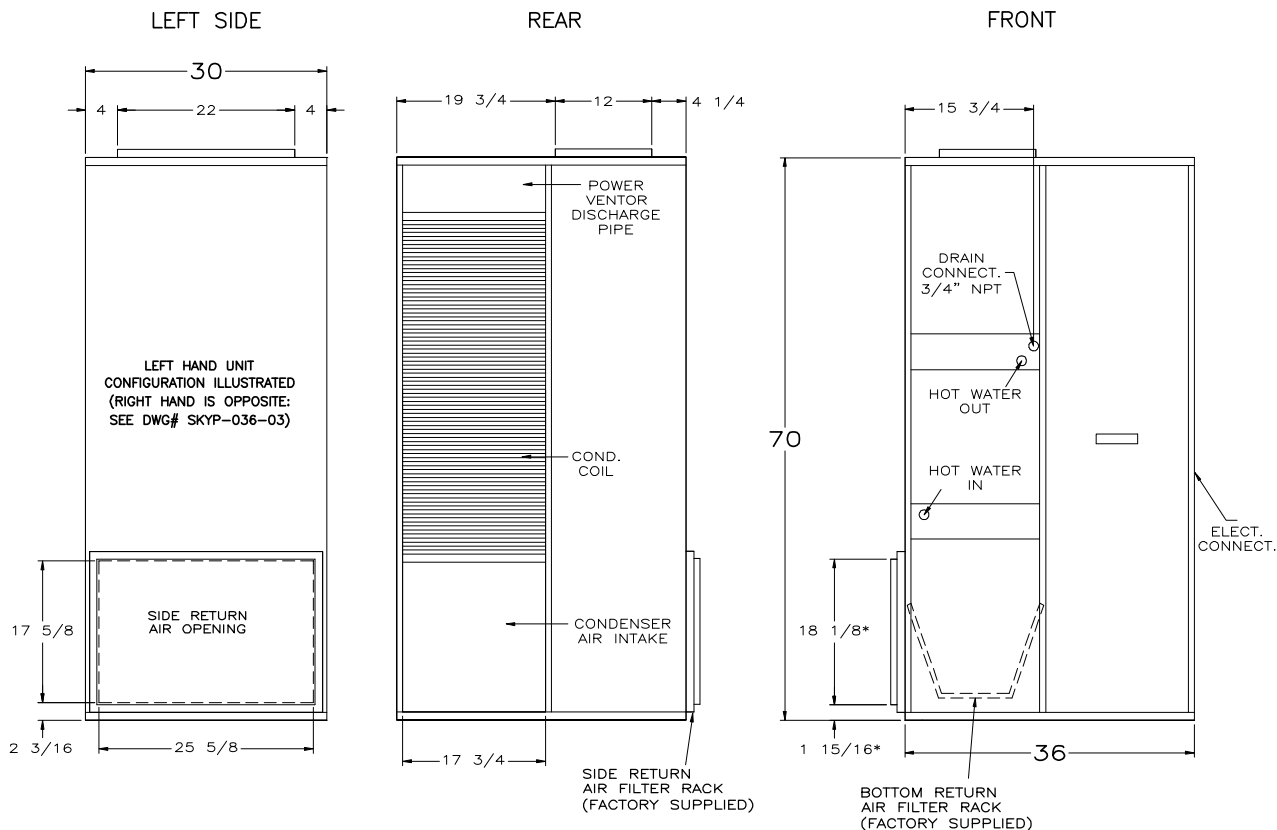 LEFT SIDE
30
4
22
4
LEFT HAND UNIT
CONFIGURATION ILLUSTRATED
(RIGHT HAND IS OPPOSITE:
SEE DWG# SKYP-036-03)
SIDE RETURN
AIR OPENING
17 5/8
2 3/16
25 5/8
REAR
19 3/4
12
4 1/4
POWER
VENTOR
DISCHARGE
PIPE
COND.
COIL
CONDENSER
AIR INTAKE
17 3/4
SIDE RETURN
AIR FILTER RACK
(FACTORY SUPPLIED)
FRONT
15 3/4
DRAIN
CONNECT.
3/4" NPT
HOT WATER
OUT
70
HOT WATER
IN
ELECT.
CONNECT.
18 1/8*
1 15/16*
36
BOTTOM RETURN
AIR FILTER RACK
(FACTORY SUPPLIED)